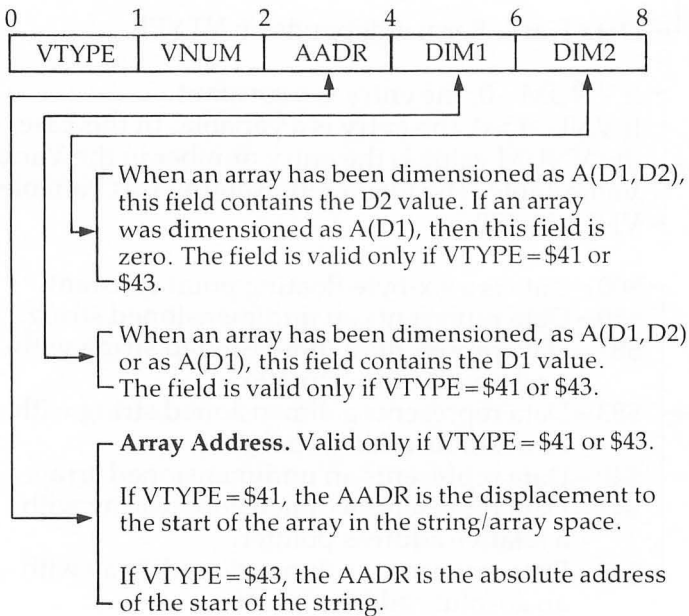 0 1 2 4 6 8
VTYPE VNUM AADR DIM1 DIM2
When an array has been dimensioned as A(D1,D2),
this field contains the D2 value. If an array
was dimensioned as A(D1), then this field is
zero. The field is valid only if VTYPE=$41 or
$43.
When an array has been dimensioned, as A(D1,D2)
or as A(D1), this field contains the D1 value.
The field is valid only if VTYPE=$41 or $43.
Array Address. Valid only if VTYPE=$41 or $43.
If VTYPE=$41, the AADR is the displacement to
the start of the array in the string/array space.
If VTYPE=$43, the AADR is the absolute address
of the start of the string.